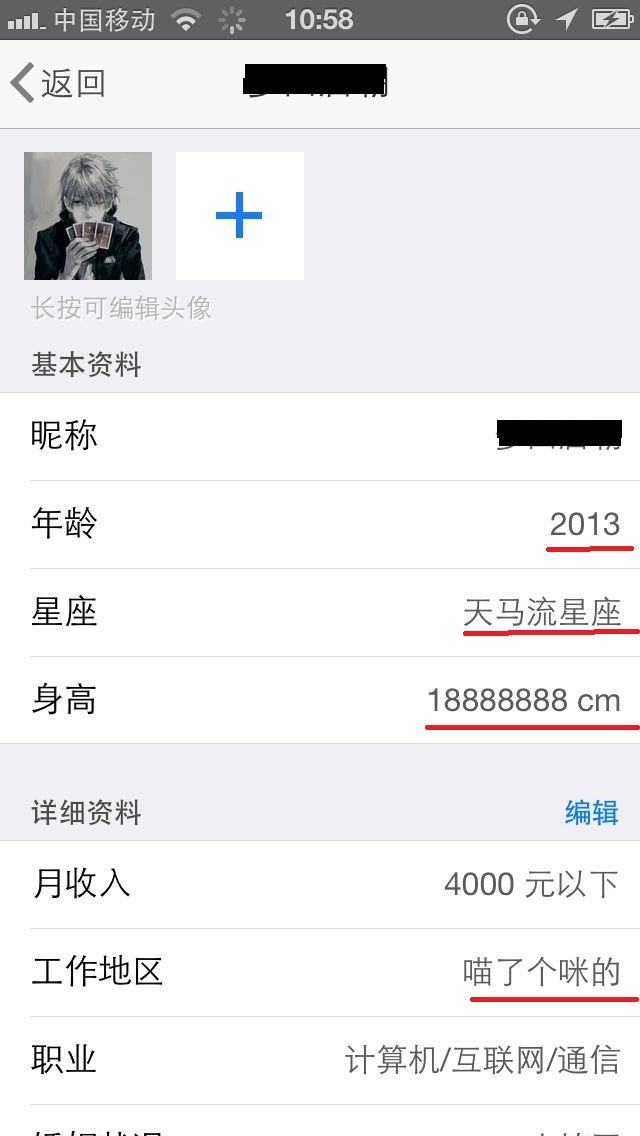 中国移动 10:58
返回
长按可编辑头像
基本资料
昵称
年龄 2013
星座 天马流星座
身高 18888888 cm
详细资料 编辑
月收入 4000 元以下
工作地区 喵了个咪的
职业 计算机/互联网/通信